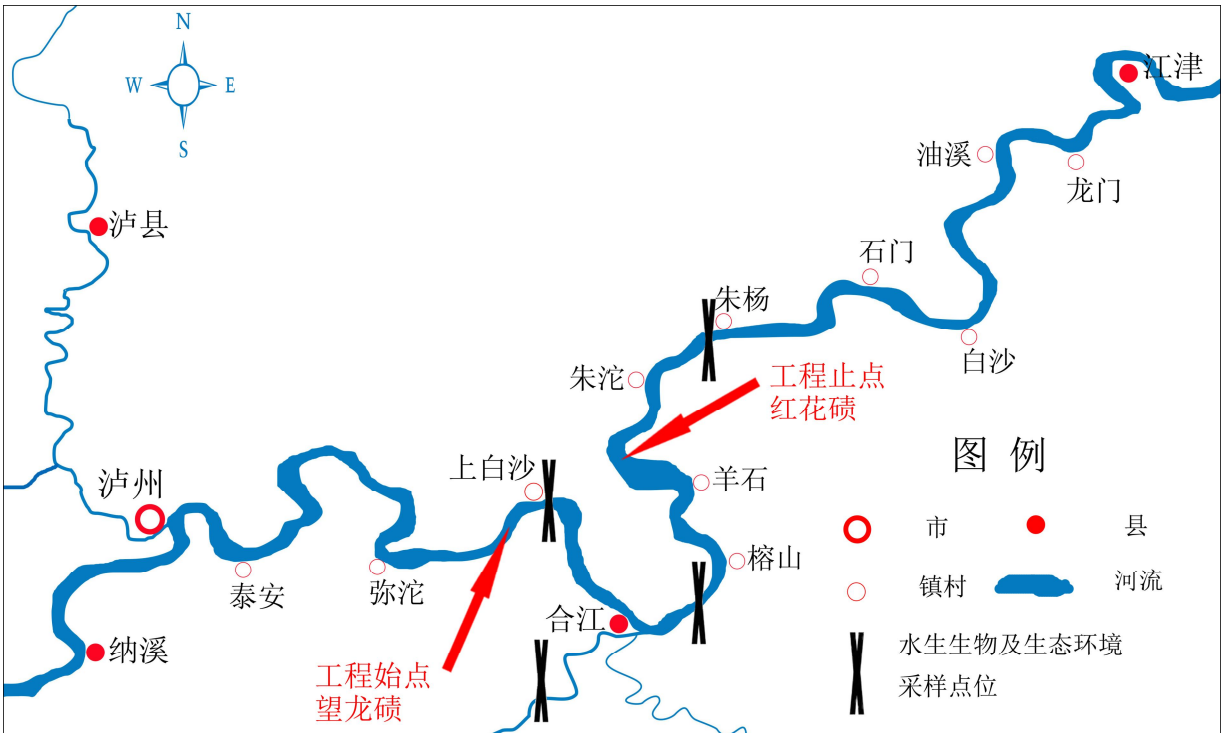 N
W
E
S
江津
油溪
龙门
泸县
石门
朱杨
白沙
朱沱
工程止点
红花碛
图例
上白沙
羊石
泸州
市
县
榕山
泰安
弥沱
镇村
河流
合江
纳溪
水生生物及生态环境
采样点位
工程始点
望龙碛